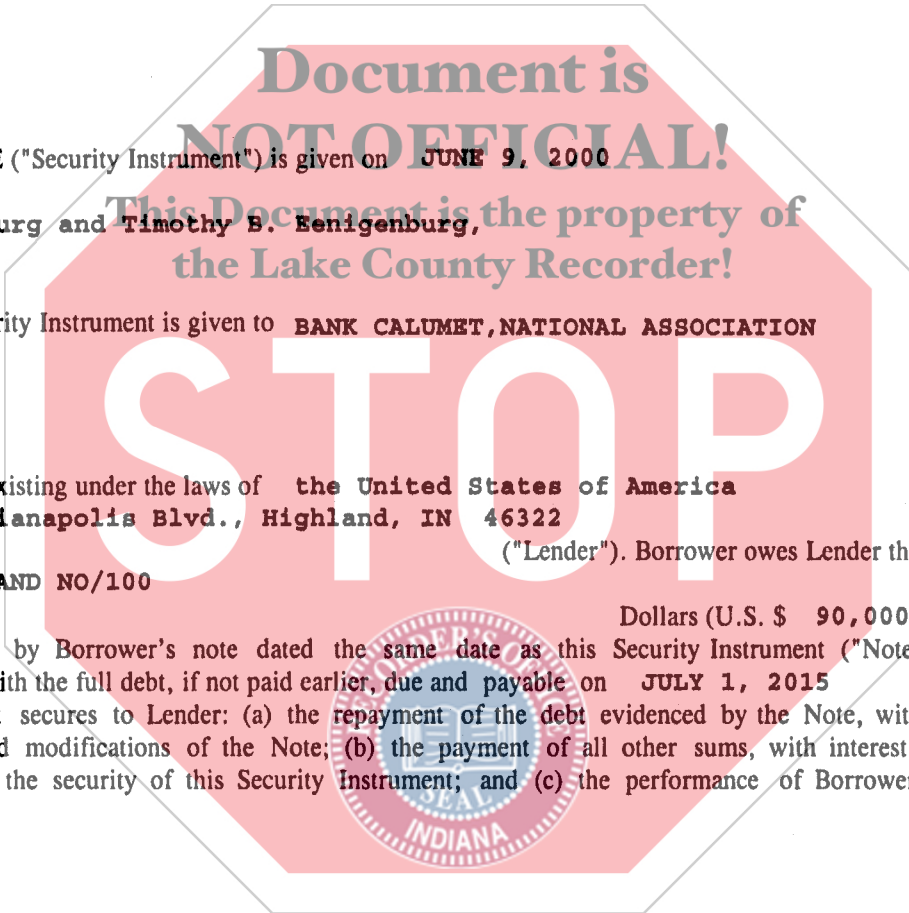 Document is
NOT OFFICIAL!
("Security Instrument") is given on JUNE 9, 2000
This Document is the property of
urg and Timothy B. Eenigenburg,
the Lake County Recorder!
rity Instrument is given to BANK CALUMET,NATIONAL ASSOCIATION
STOP
xisting under the laws of the United States of America
ianapolis Blvd., Highland, IN 46322
("Lender"). Borrower owes Lender th
AND NO/100
Dollars (U.S. $ 90,000
by Borrower's note dated the same date as this Security Instrument ("Note
ith the full debt, if not paid earlier, due and payable on JULY 1, 2015
secures to Lender: (a) the repayment of the debt evidenced by the Note, wit
d modifications of the Note; (b) the payment of all other sums, with interest
the security of this Security Instrument; and (c) the performance of Borrowe
RECORDER'S OFFICE
SEAL
INDIANA